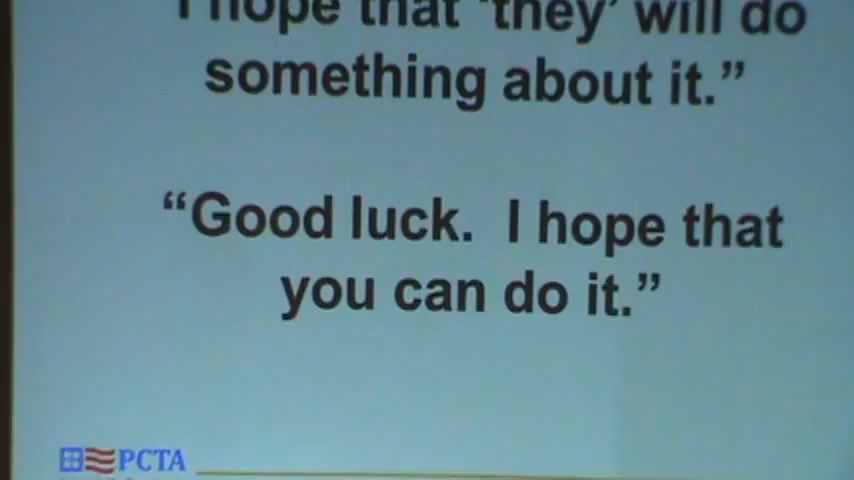 I hope that ‘they’ will do
something about it.”
“Good luck. I hope that
you can do it.”
PCTA